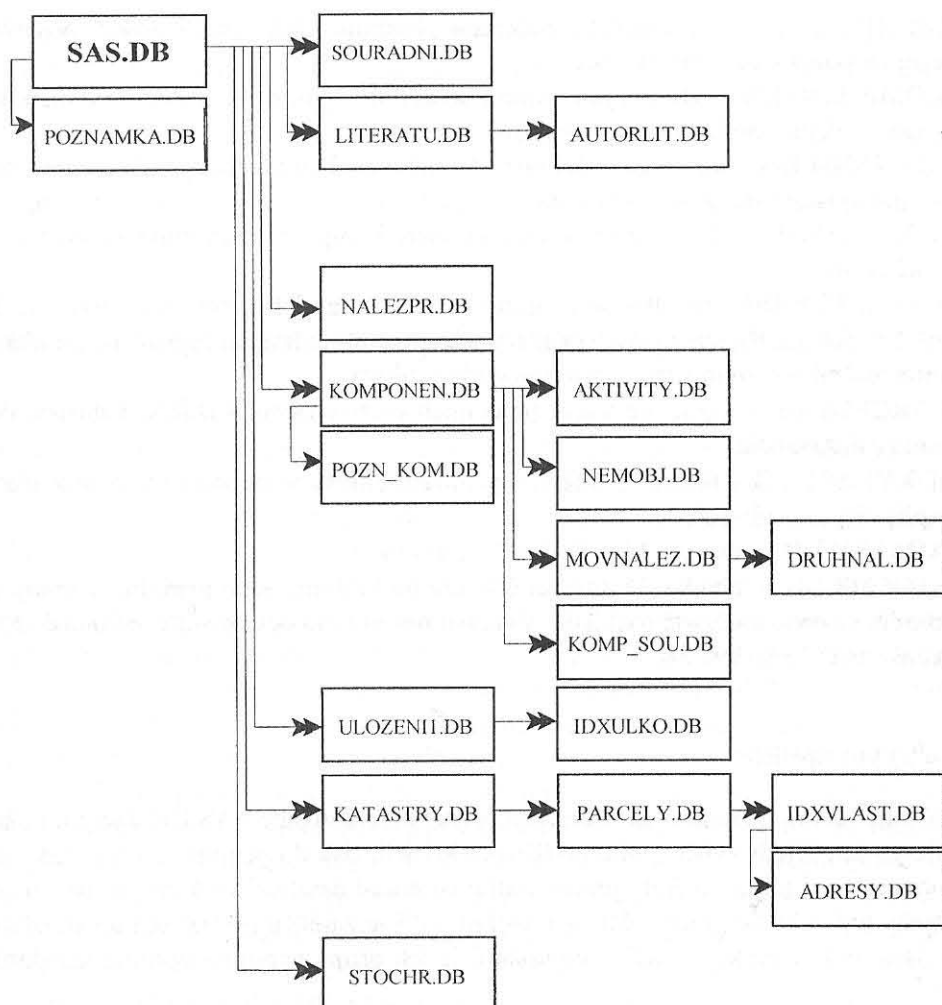 SAS.DB
SOURADNI.DB
POZNAMKA.DB
LITERATU.DB
AUTORLIT.DB
NALEZPR.DB
KOMPONEN.DB
AKTIVITY.DB
POZN_KOM.DB
NEMOBJ.DB
MOVNALEZ.DB
DRUHNAL.DB
KOMP_SOU.DB
ULOZENI1.DB
IDXULKO.DB
KATASTRY.DB
PARCELY.DB
IDXVLAST.DB
ADRESY.DB
STOCHR.DB